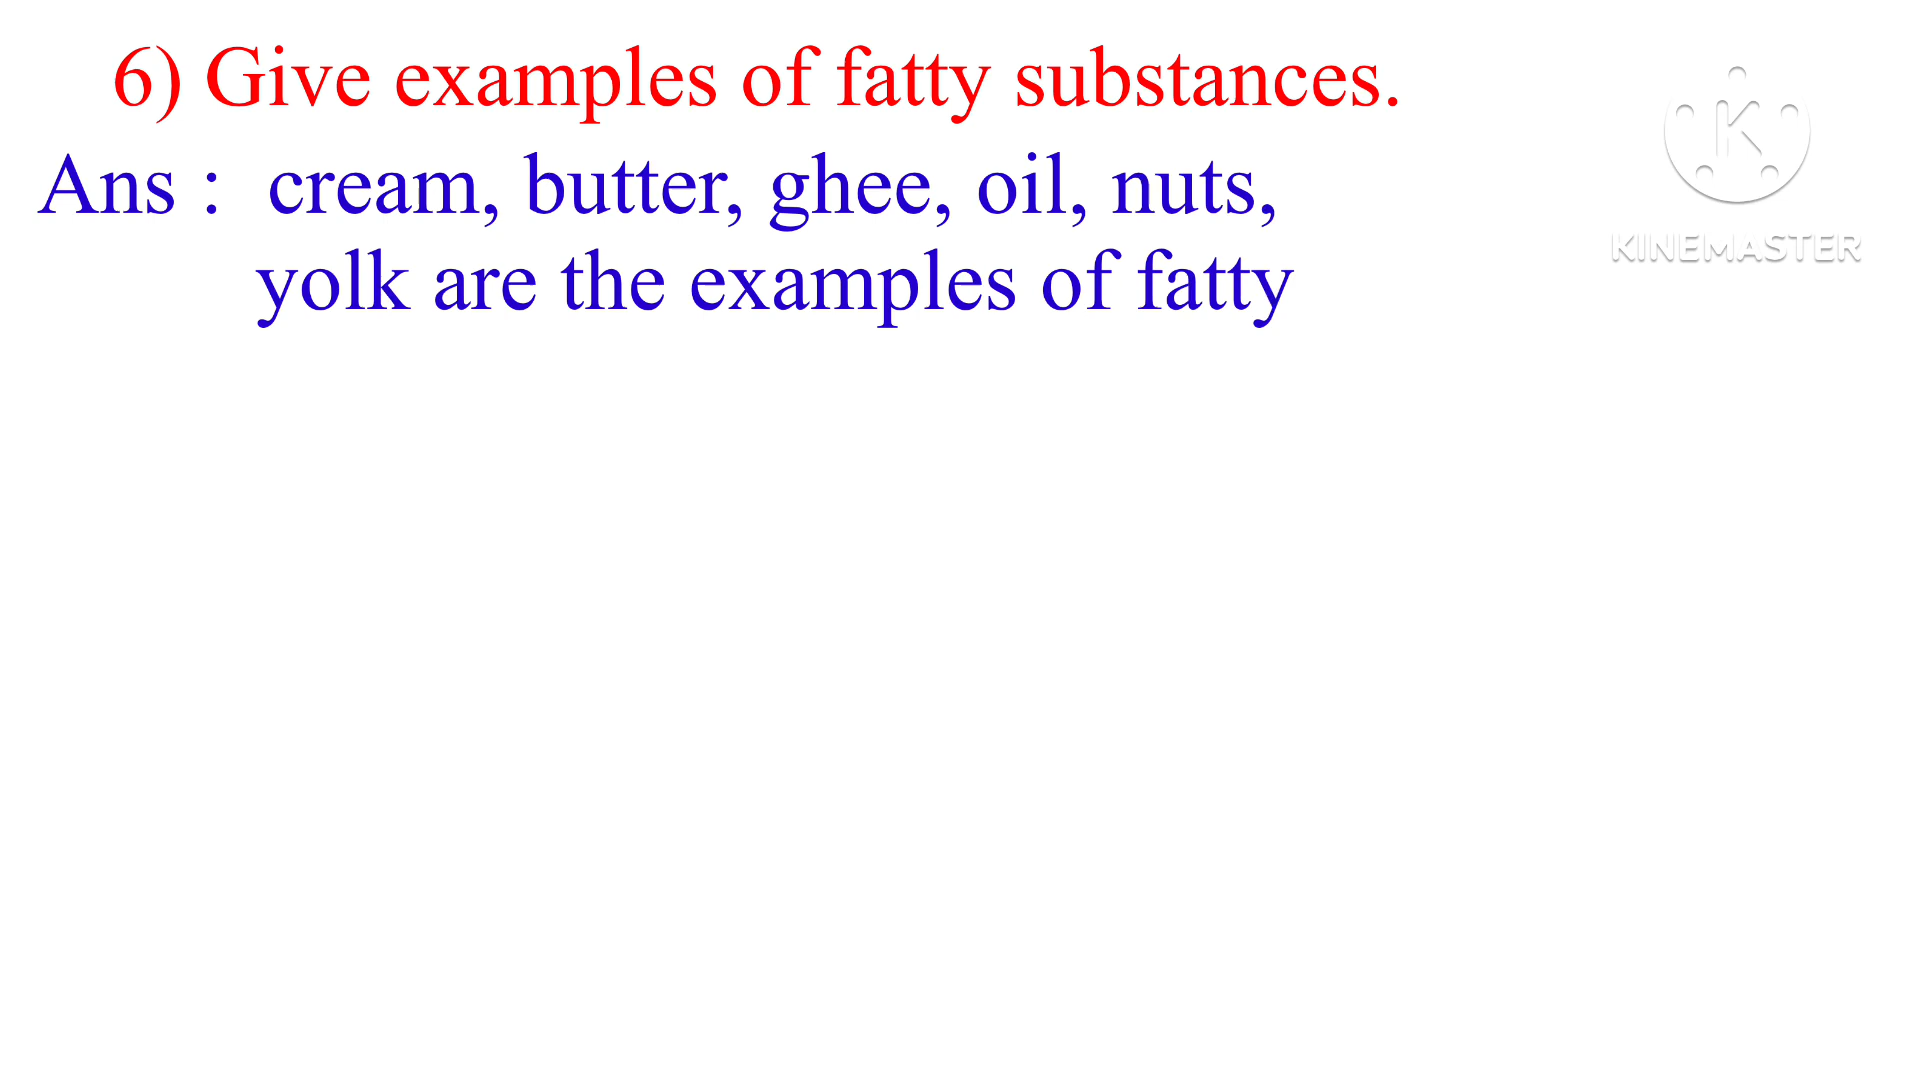 6) Give examples of fatty substances.
Ans : cream, butter, ghee, oil, nuts,
yolk are the examples of fatty
K
KINEMASTER